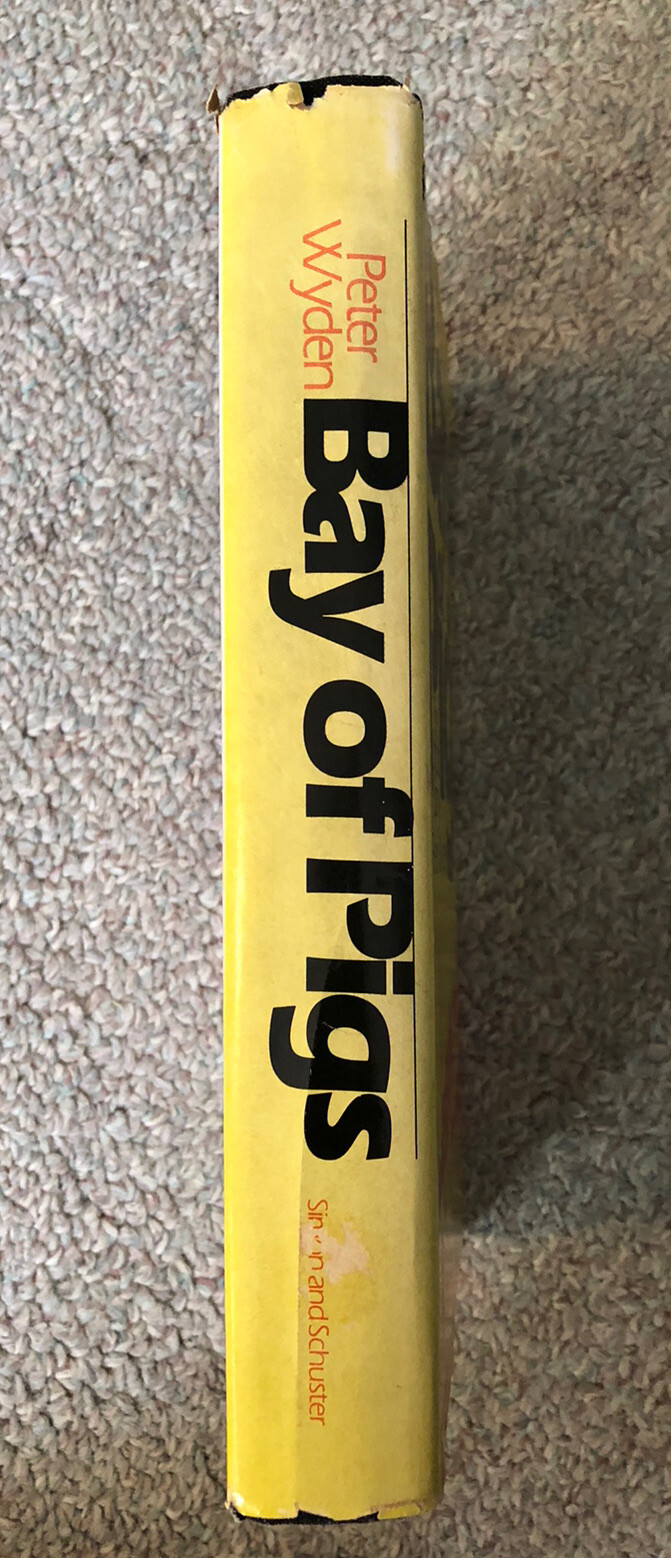 Peter
Wyden
Bay of Pigs
and Schuster